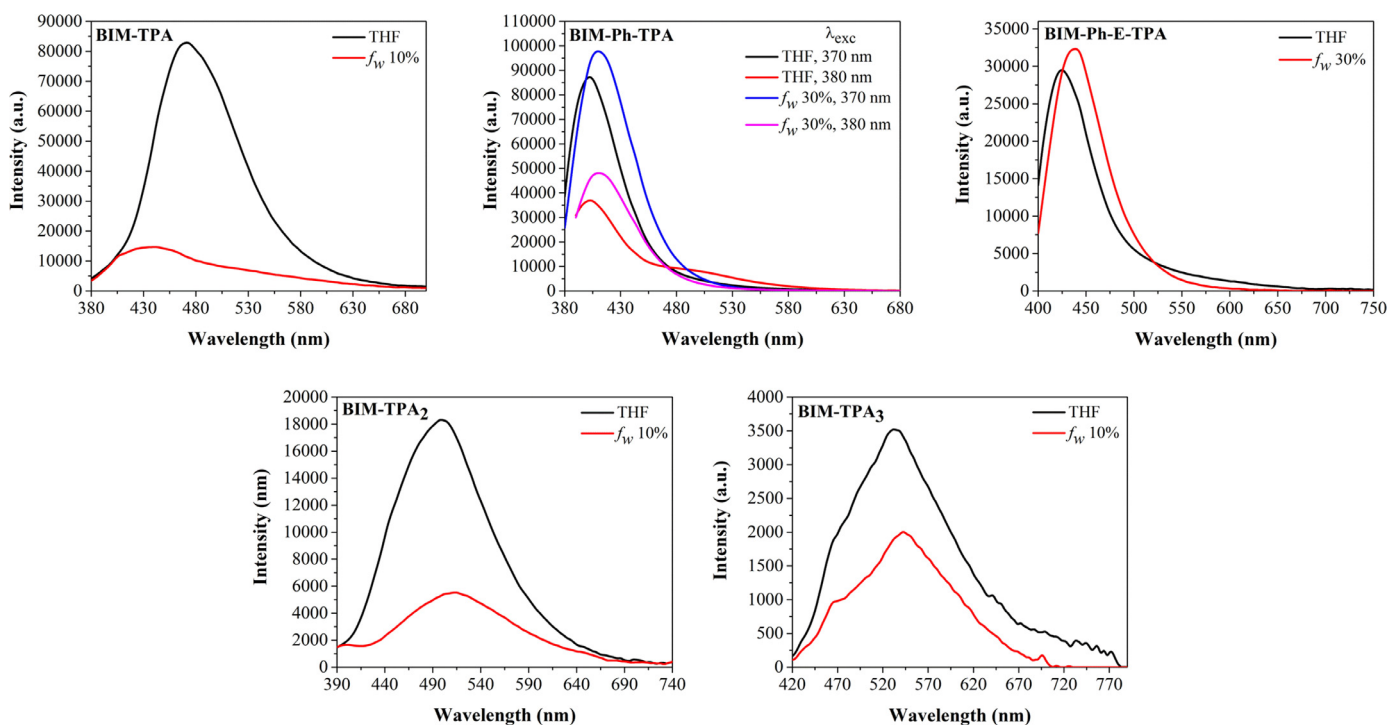 BIM-TPA
THF
f_w 10%
90000
80000
70000
60000
50000
40000
30000
20000
10000
0
Intensity (a.u.)
380 430 480 530 580 630 680
Wavelength (nm)
BIM-Ph-TPA
λexc
THF, 370 nm
THF, 380 nm
f_w 30%, 370 nm
f_w 30%, 380 nm
110000
100000
90000
80000
70000
60000
50000
40000
30000
20000
10000
0
Intensity (a.u.)
380 430 480 530 580 630 680
Wavelength (nm)
BIM-Ph-E-TPA
THF
f_w 30%
35000
30000
25000
20000
15000
10000
5000
0
Intensity (a.u.)
400 450 500 550 600 650 700 750
Wavelength (nm)
BIM-TPA₂
THF
f_w 10%
20000
18000
16000
14000
12000
10000
8000
6000
4000
2000
0
Intensity (nm)
390 440 490 540 590 640 690 740
Wavelength (nm)
BIM-TPA₃
THF
f_w 10%
4000
3500
3000
2500
2000
1500
1000
500
0
Intensity (a.u.)
420 470 520 570 620 670 720 770
Wavelength (nm)